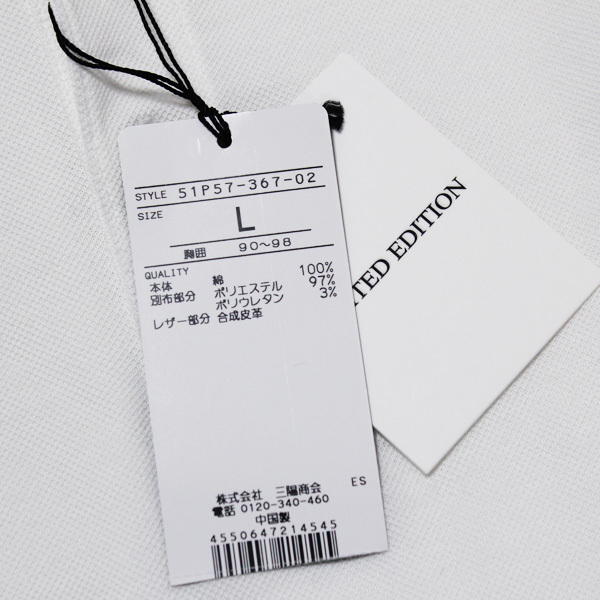 STYLE 51P57-367-02
SIZE
L
胸囲 90～98
QUALITY
本体 綿 100%
別布部分 ポリエステル 97%
ポリウレタン 3%
レザー部分 合成皮革
ES
株式会社 三陽商会
電話 0120-340-460
中国製
4550647214545
EDITION